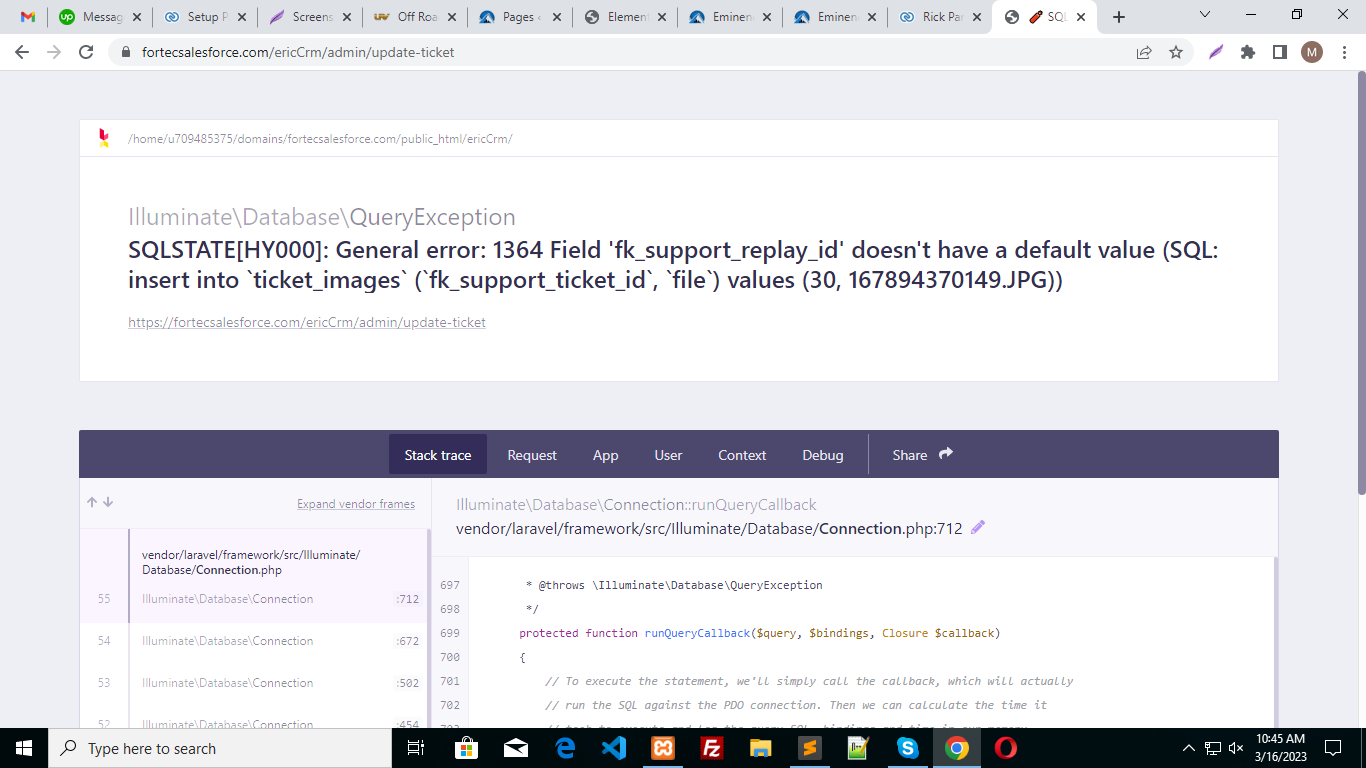 Messag
Setup P
Screens
Off Roa
Pages
Element
Eminen
Eminen
Rick Par
SQL
fortecsalesforce.com/ericCrm/admin/update-ticket
M
/home/u709485375/domains/fortecsalesforce.com/public_html/ericCrm/
Illuminate\Database\QueryException
SQLSTATE[HY000]: General error: 1364 Field 'fk_support_replay_id' doesn't have a default value (SQL:
insert into `ticket_images` (`fk_support_ticket_id`, `file`) values (30, 167894370149.JPG))
https://fortecsalesforce.com/ericCrm/admin/update-ticket
Stack trace
Request
App
User
Context
Debug
Share
Expand vendor frames
vendor/laravel/framework/src/Illuminate/
Database/Connection.php
55 Illuminate\Database\Connection :712
54 Illuminate\Database\Connection :672
53 Illuminate\Database\Connection :502
52 Illuminate\Database\Connection :454
Illuminate\Database\Connection::runQueryCallback
vendor/laravel/framework/src/Illuminate/Database/Connection.php:712
697 * @throws \Illuminate\Database\QueryException
698 */
699 protected function runQueryCallback($query, $bindings, Closure $callback)
700 {
701 // To execute the statement, we'll simply call the callback, which will actually
702 // run the SQL against the PDO connection. Then we can calculate the time it
Type here to search
10:45 AM
3/16/2023